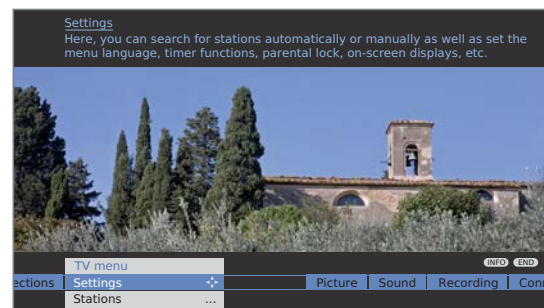 Settings
Here, you can search for stations automatically or manually as well as set the
menu language, timer functions, parental lock, on-screen displays, etc.
INFO END
TV menu
ections Settings Picture Sound Recording Con
Stations ...